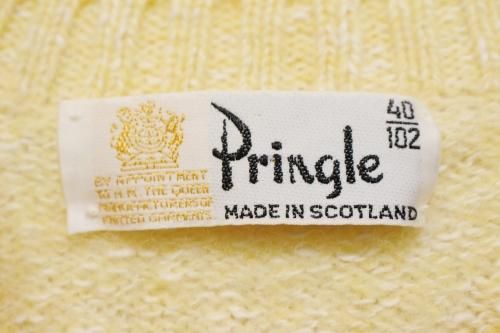 BY APPOINTMENT
TO H.M. THE QUEEN
MANUFACTURERS OF
KNITTED GARMENTS
Pringle
MADE IN SCOTLAND
40
102